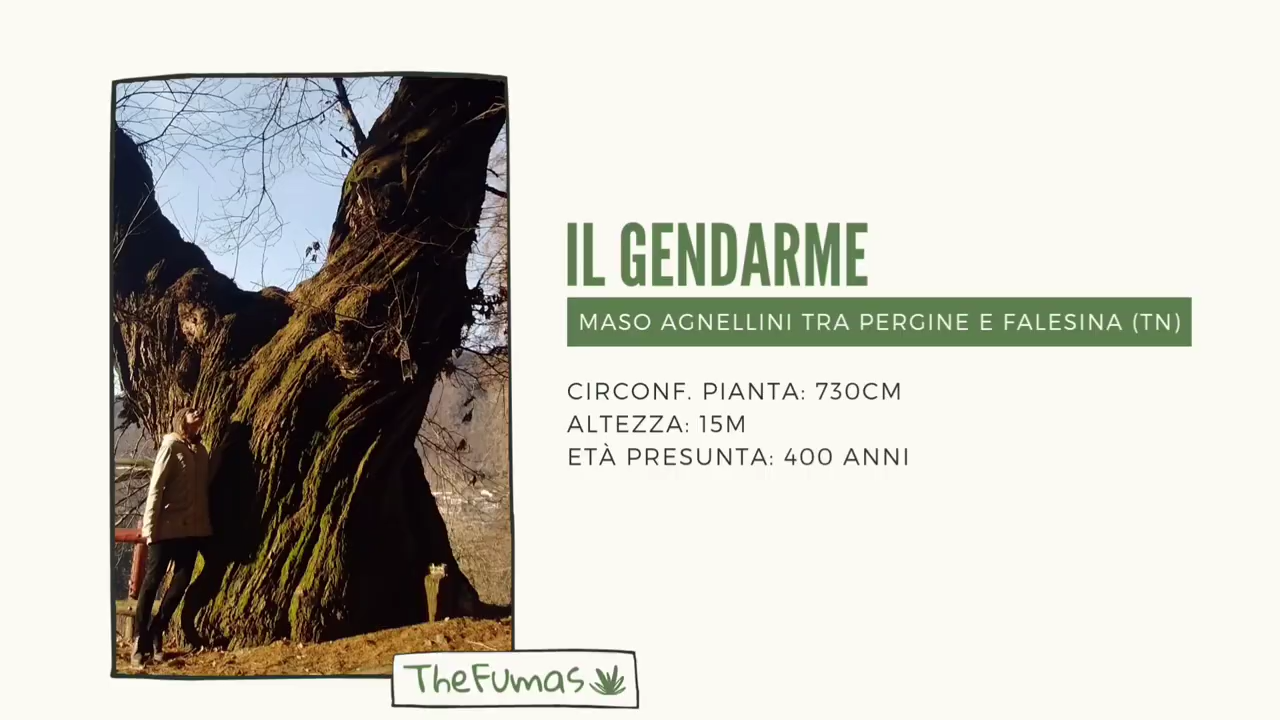 IL GENDARME
MASO AGNELLINI TRA PERGINE E FALESINA (TN)
CIRCONF. PIANTA: 730CM
ALTEZZA: 15M
ETÀ PRESUNTA: 400 ANNI
TheFumas